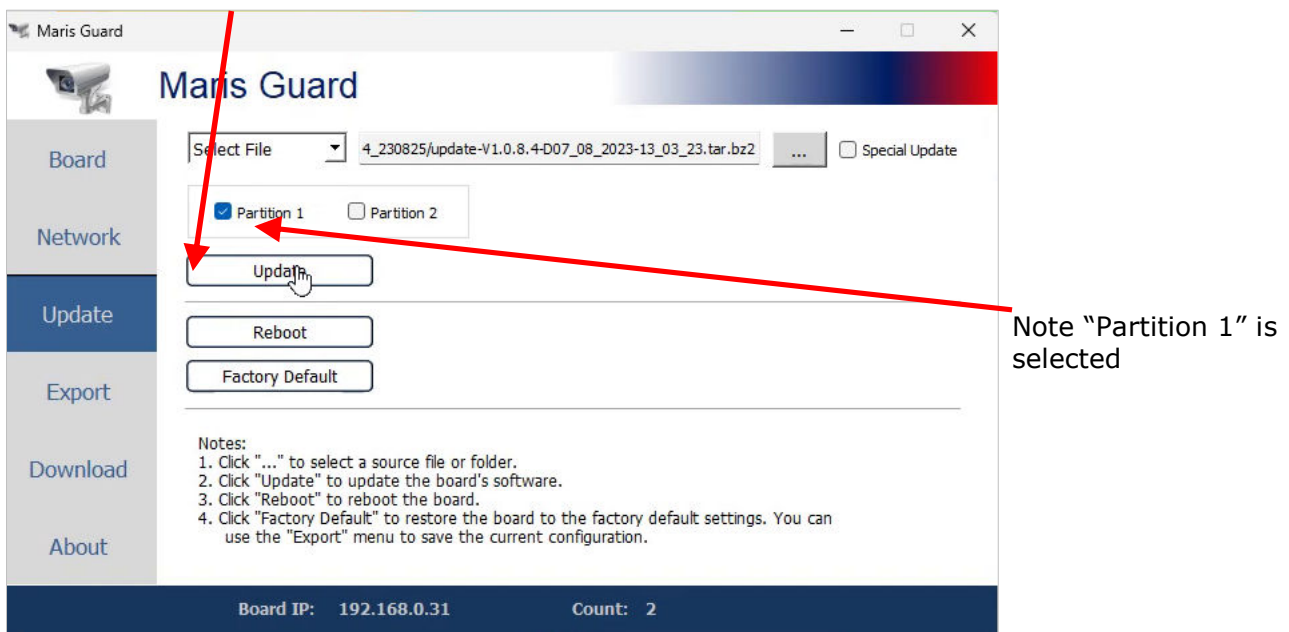 Maris Guard
Maris Guard
Board
Network
Update
Export
Download
About
Select File
4_230825/update-V1.0.8.4-D07_08_2023-13_03_23.tar.bz2
...
Special Update
Partition 1
Partition 2
Update
Reboot
Factory Default
Notes:
1. Click "..." to select a source file or folder.
2. Click "Update" to update the board's software.
3. Click "Reboot" to reboot the board.
4. Click "Factory Default" to restore the board to the factory default settings. You can
use the "Export" menu to save the current configuration.
Board IP: 192.168.0.31 Count: 2
Note “Partition 1” is
selected